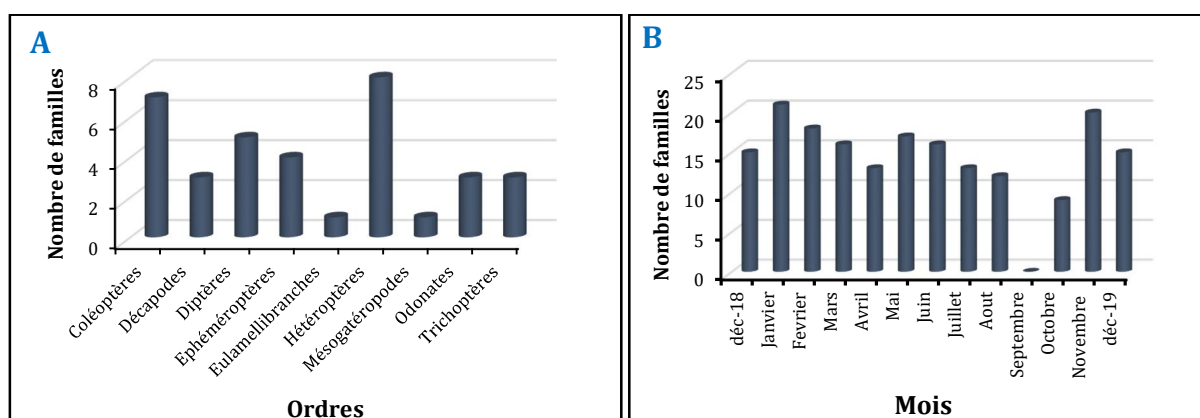 A
Nombre de familles
8
6
4
2
0
Coléoptères
Décapodes
Diptères
Ephéméroptères
Eulamellibranches
Hétéroptères
Mésogatéropodes
Odonates
Trichoptères
Ordres
B
Nombre de familles
25
20
15
10
5
0
déc-18
Janvier
Fevrier
Mars
Avril
Mai
Juin
Juillet
Aout
Septembre
Octobre
Novembre
déc-19
Mois